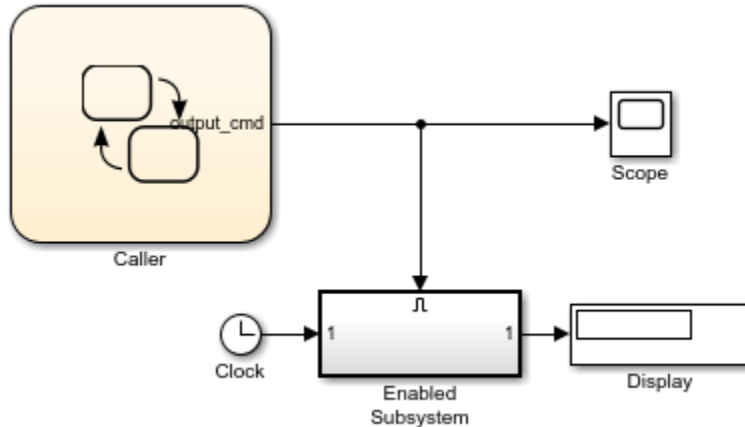 output_cmd
Caller
Scope
Clock
1
1
Enabled
Subsystem
Display